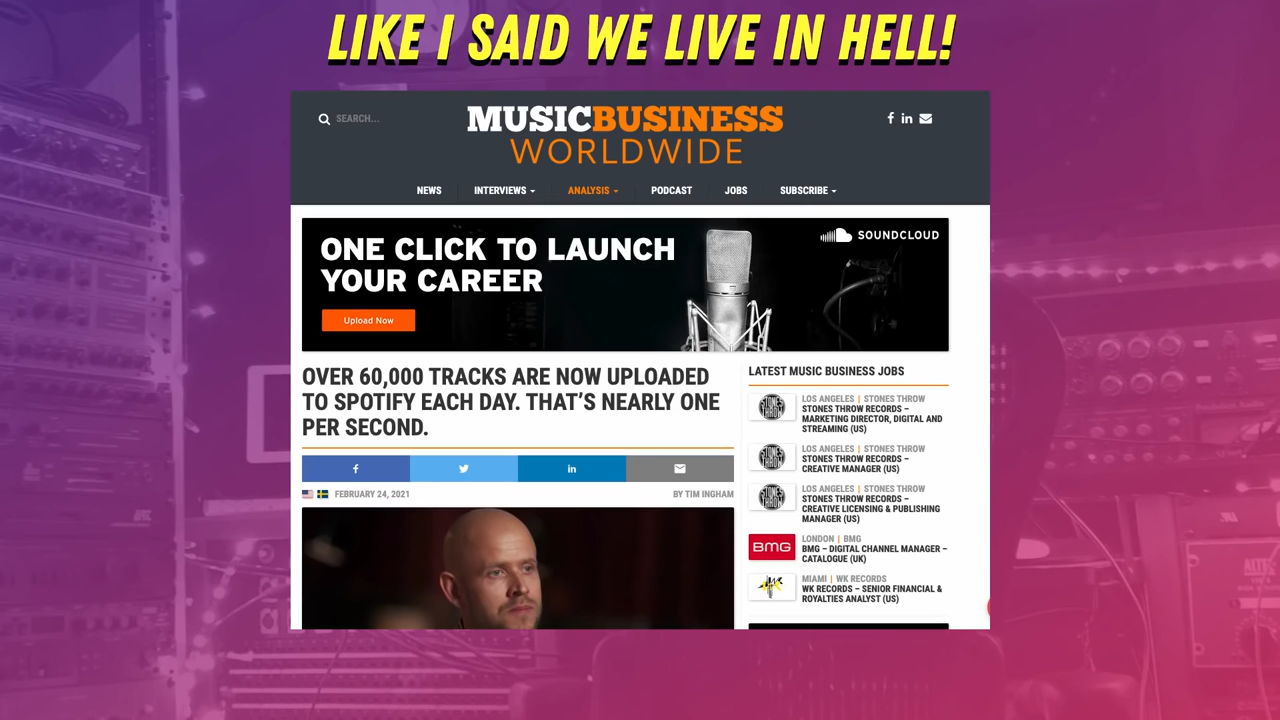 LIKE I SAID WE LIVE IN HELL!
SEARCH...
MUSICBUSINESS
WORLDWIDE
NEWS
INTERVIEWS
ANALYSIS
PODCAST
JOBS
SUBSCRIBE
ONE CLICK TO LAUNCH
YOUR CAREER
Upload Now
SOUNDCLOUD
OVER 60,000 TRACKS ARE NOW UPLOADED
TO SPOTIFY EACH DAY. THAT'S NEARLY ONE
PER SECOND.
FEBRUARY 24, 2021
BY TIM INGHAM
LATEST MUSIC BUSINESS JOBS
LOS ANGELES | STONES THROW
STONES THROW RECORDS –
MARKETING DIRECTOR, DIGITAL AND
STREAMING (US)
LOS ANGELES | STONES THROW
STONES THROW RECORDS –
CREATIVE MANAGER (US)
LOS ANGELES | STONES THROW
STONES THROW RECORDS –
CREATIVE LICENSING & PUBLISHING
MANAGER (US)
BMG
LONDON | BMG
BMG – DIGITAL CHANNEL MANAGER –
CATALOGUE (UK)
MIAMI | WK RECORDS
WK RECORDS – SENIOR FINANCIAL &
ROYALTIES ANALYST (US)